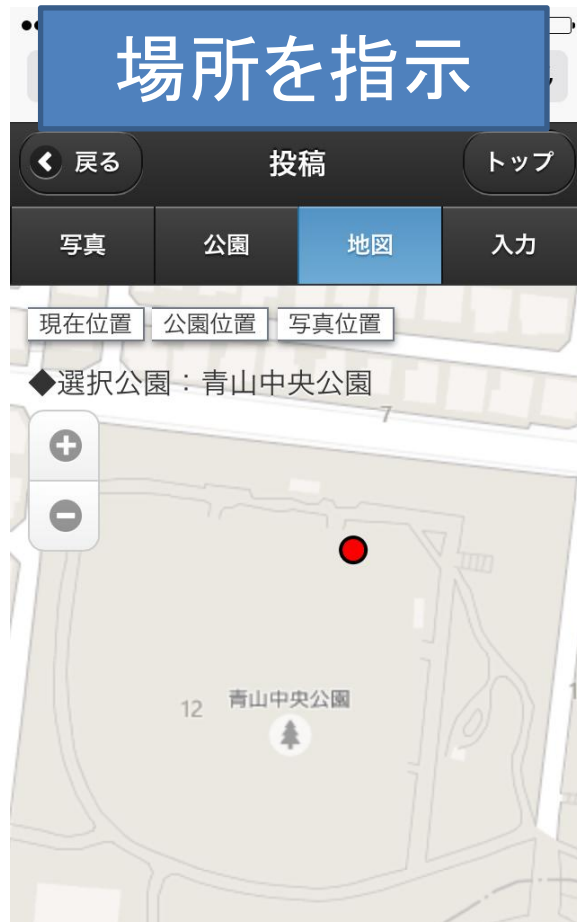 場所を指示
戻る 投稿 トップ
写真 公園 地図 入力
現在位置 公園位置 写真位置
◆選択公園：青山中央公園
7
12 青山中央公園